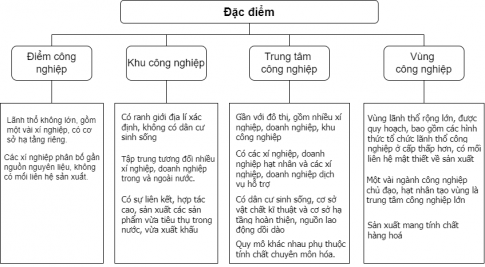 Đặc điểm
Điểm công
nghiệp
Khu công nghiệp
Trung tâm
công nghiệp
Vùng
công nghiệp
Lãnh thổ không lớn, gồm
một vài xí nghiệp, có cơ
sở hạ tầng riêng.
Các xí nghiệp phân bố gần
nguồn nguyên liệu, không
có mối liên hệ sản xuất.
Có ranh giới địa lí xác
định, không có dân cư
sinh sống
Tập trung tương đối nhiều
xí nghiệp, doanh nghiệp
trong và ngoài nước.
Có sự liên kết, hợp tác
cao, sản xuất các sản
phẩm vừa tiêu thụ trong
nước, vừa xuất khẩu
Gần với đô thị, gồm nhiều xí
nghiệp, doanh nghiệp, khu
công nghiệp
Có các xí nghiệp, doanh
nghiệp hạt nhân và các xí
nghiệp, doanh nghiệp dịch
vụ hỗ trợ
Có dân cư sinh sống, cơ sở
vật chất kĩ thuật và cơ sở hạ
tầng hoàn thiện, nguồn lao
động dồi dào
Quy mô khác nhau phụ thuộc
tính chất chuyên môn hóa.
Vùng lãnh thổ rộng lớn, được
quy hoạch, bao gồm các hình
thức tổ chức lãnh thổ công
nghiệp ở cấp thấp hơn, có mối
liên hệ mật thiết về sản xuất
Một vài ngành công nghiệp
chủ đạo, hạt nhân tạo vùng là
trung tâm công nghiệp lớn
Sản xuất mang tính chất
hàng hoá